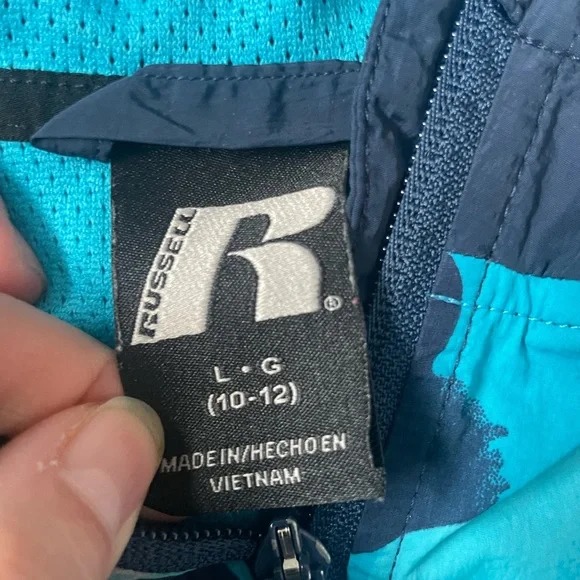 RUSSELL
R®
L • G
(10-12)
MADE IN/HECHO EN
VIETNAM